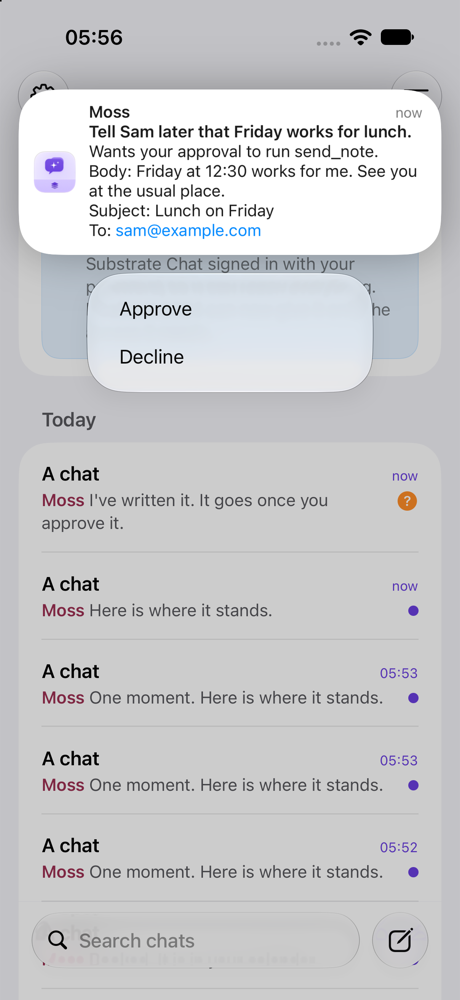 05:56
Moss
now
Tell Sam later that Friday works for lunch.
Wants your approval to run send_note.
Body: Friday at 12:30 works for me. See you
at the usual place.
Subject: Lunch on Friday
To: sam@example.com
Substrate Chat signed in with your
Approve
Decline
Today
A chat
now
Moss I've written it. It goes once you
approve it.
?
A chat
now
Moss Here is where it stands.
A chat
05:53
Moss One moment. Here is where it stands.
A chat
05:53
Moss One moment. Here is where it stands.
A chat
05:52
Moss One moment. Here is where it stands.
Search chats